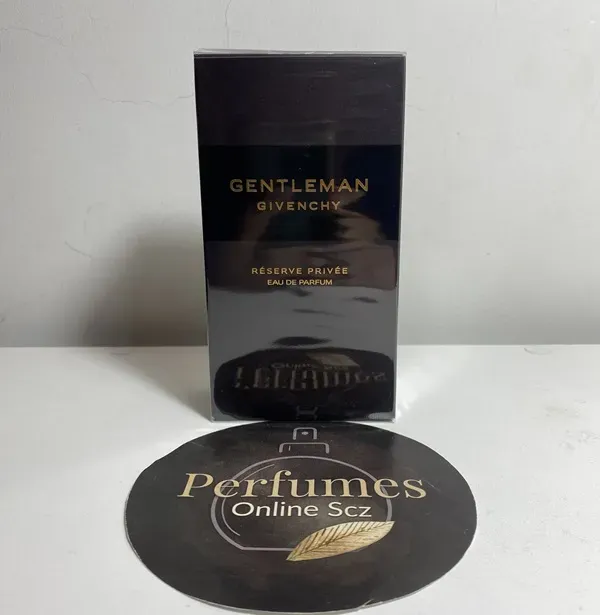 GENTLEMAN
GIVENCHY
RÉSERVE PRIVÉE
EAU DE PARFUM
Perfumes
Online Scz